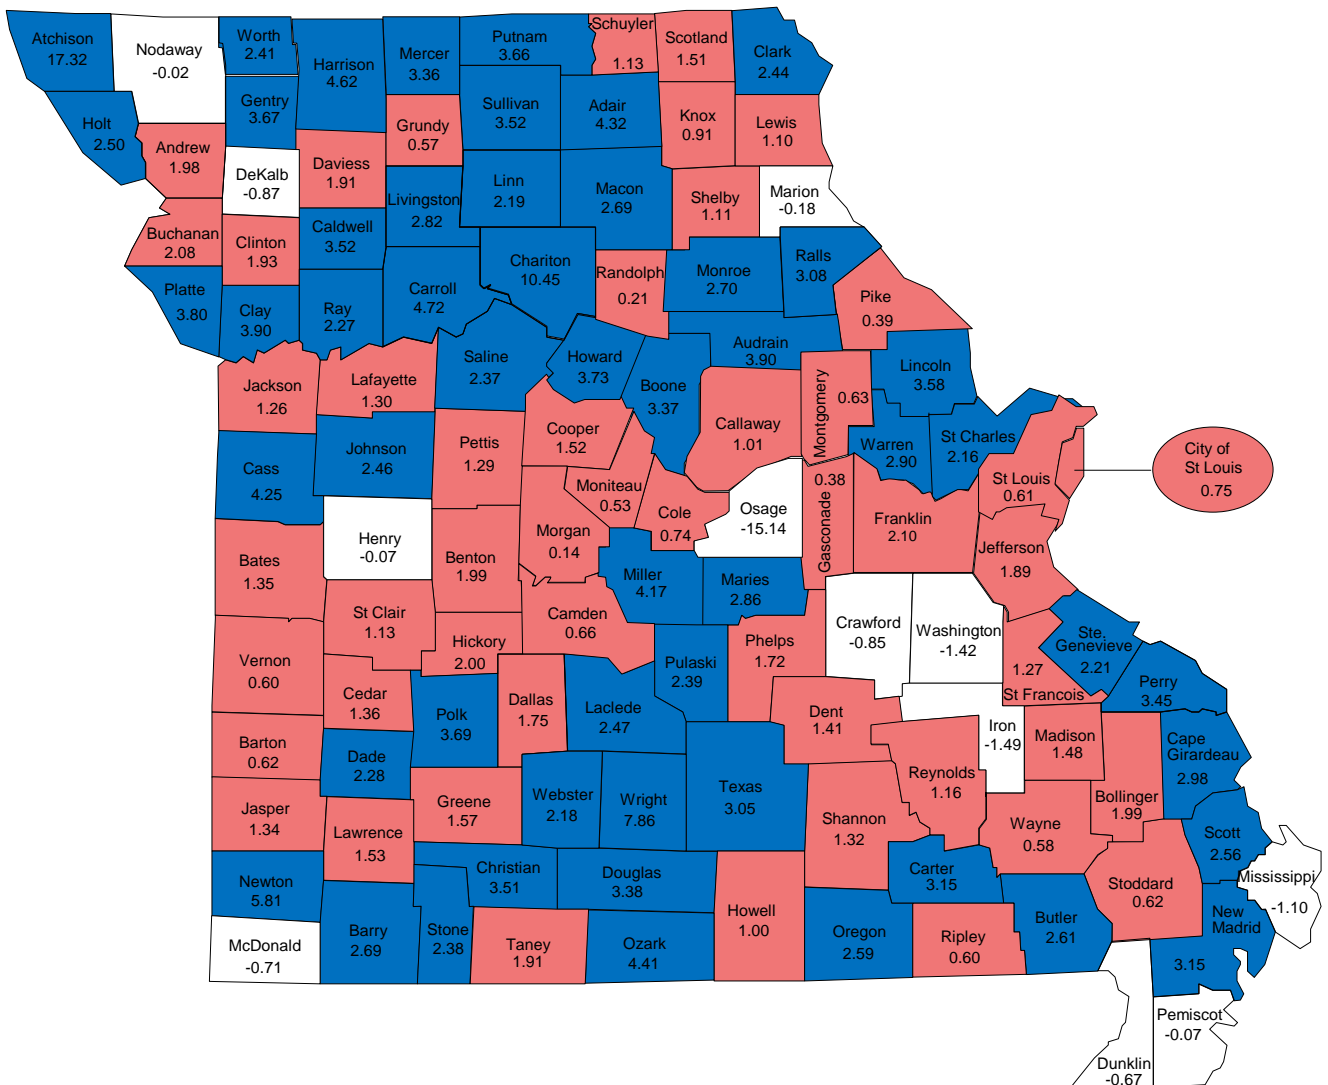 Atchison
17.32
Nodaway
-0.02
Worth
2.41
Harrison
4.62
Mercer
3.36
Putnam
3.66
Schuyler
1.13
Scotland
1.51
Clark
2.44
Holt
2.50
Andrew
1.98
Gentry
3.67
DeKalb
-0.87
Daviess
1.91
Grundy
0.57
Sullivan
3.52
Adair
4.32
Knox
0.91
Lewis
1.10
Buchanan
2.08
Clinton
1.93
Caldwell
3.52
Livingston
2.82
Linn
2.19
Macon
2.69
Shelby
1.11
Marion
-0.18
Platte
3.80
Clay
3.90
Ray
2.27
Carroll
4.72
Chariton
10.45
Randolph
0.21
Monroe
2.70
Ralls
3.08
Pike
0.39
Jackson
1.26
Lafayette
1.30
Saline
2.37
Howard
3.73
Boone
3.37
Audrain
3.90
Callaway
1.01
Montgomery
0.63
Lincoln
3.58
Warren
2.90
St Charles
2.16
St Louis
0.61
City of
St Louis
0.75
Cass
4.25
Johnson
2.46
Pettis
1.29
Cooper
1.52
Moniteau
0.53
Cole
0.74
Osage
-15.14
Gasconade
0.38
Franklin
2.10
Jefferson
1.89
Bates
1.35
Henry
-0.07
Benton
1.99
Morgan
0.14
Miller
4.17
Maries
2.86
Crawford
-0.85
Washington
-1.42
Ste.
Genevieve
2.21
St Francois
1.27
Perry
3.45
Vernon
0.60
St Clair
1.13
Hickory
2.00
Camden
0.66
Pulaski
2.39
Phelps
1.72
Dent
1.41
Iron
-1.49
Madison
1.48
Cape
Girardeau
2.98
Cedar
1.36
Polk
3.69
Dallas
1.75
Laclede
2.47
Barton
0.62
Dade
2.28
Greene
1.57
Webster
2.18
Wright
7.86
Texas
3.05
Shannon
1.32
Reynolds
1.16
Wayne
0.58
Bollinger
1.99
Scott
2.56
Mississippi
-1.10
Jasper
1.34
Lawrence
1.53
Christian
3.51
Douglas
3.38
Howell
1.00
Carter
3.15
Stoddard
0.62
Newton
5.81
McDonald
-0.71
Barry
2.69
Stone
2.38
Taney
1.91
Ozark
4.41
Oregon
2.59
Ripley
0.60
Butler
2.61
New
Madrid
3.15
Pemiscot
-0.07
Dunklin
-0.67